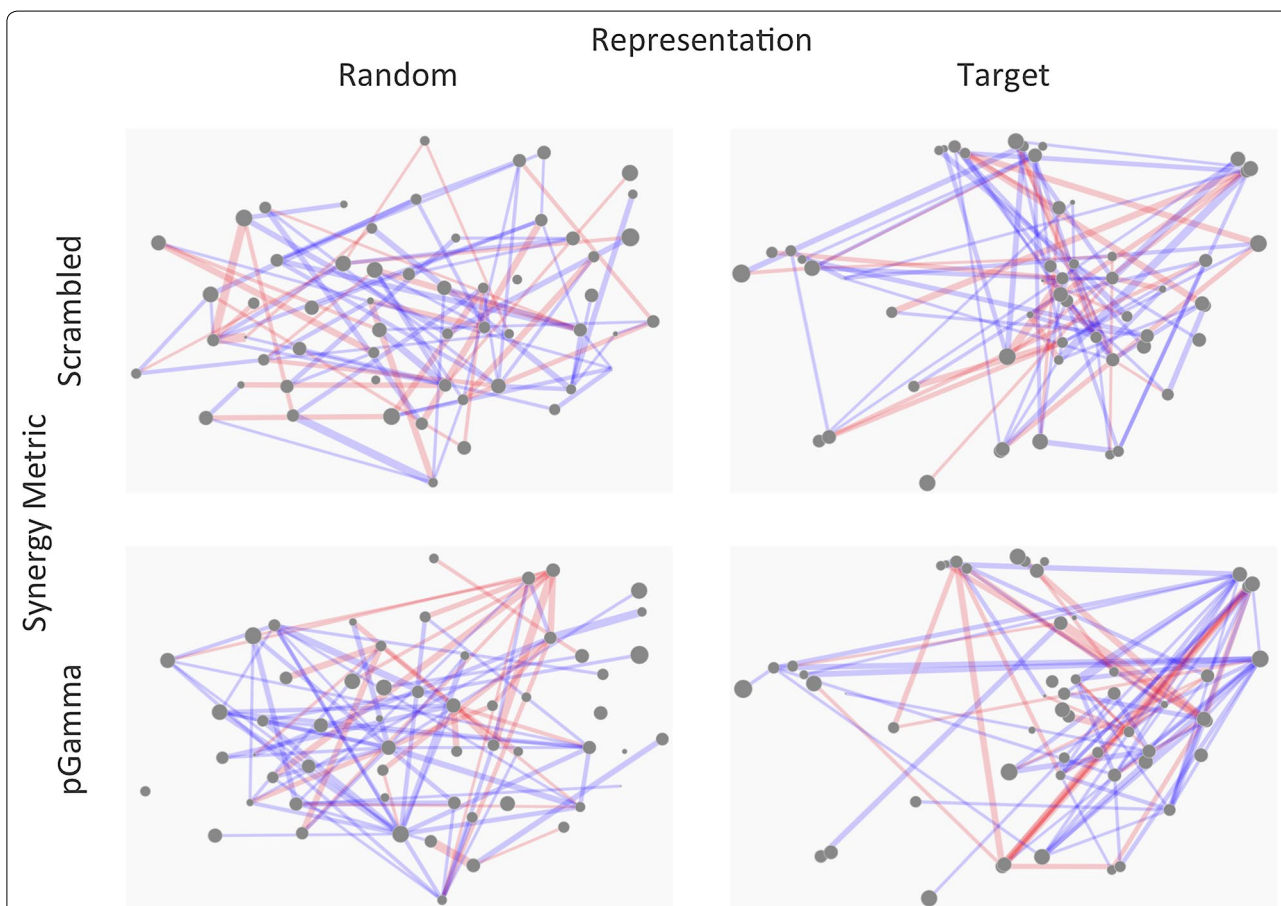 Representation
Random
Target
Synergy Metric
Scrambled
pGamma